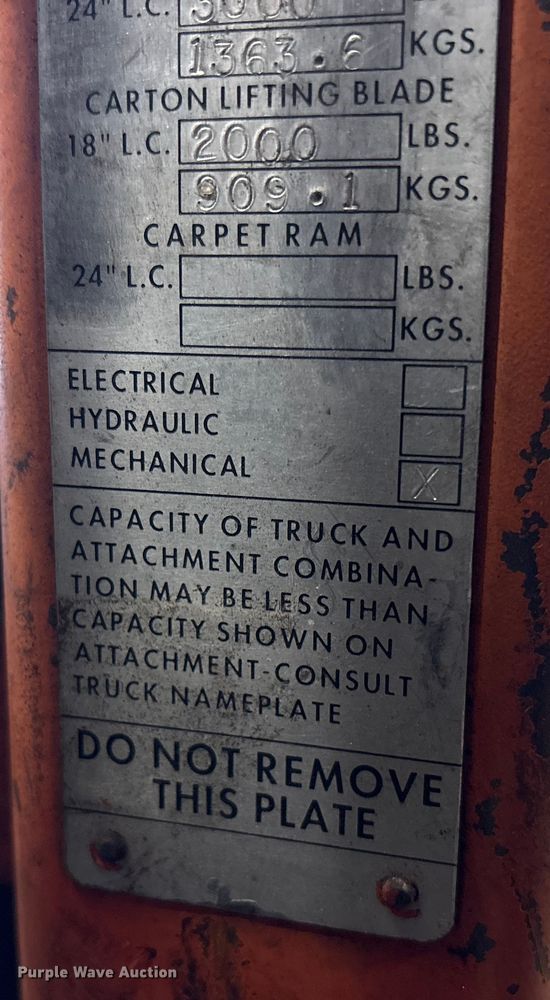 24" L.C. 3000
1363.6 KGS.
CARTON LIFTING BLADE
18" L.C. 2000 LBS.
909.1 KGS.
CARPET RAM
24" L.C. LBS.
KGS.
ELECTRICAL
HYDRAULIC
MECHANICAL X
CAPACITY OF TRUCK AND
ATTACHMENT COMBINA-
TION MAY BE LESS THAN
CAPACITY SHOWN ON
ATTACHMENT-CONSULT
TRUCK NAMEPLATE
DO NOT REMOVE
THIS PLATE
Purple Wave Auction